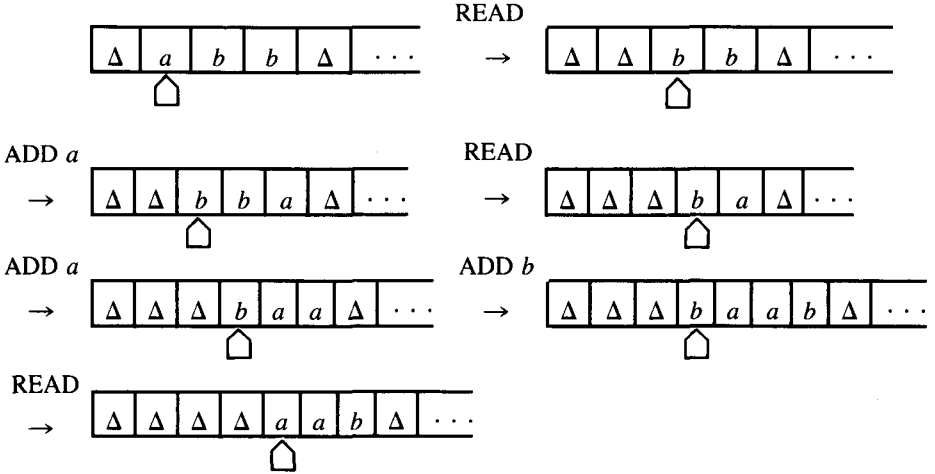 READ
Δ a b b Δ · · · → Δ Δ b b Δ · · ·
ADD a READ
→ Δ Δ b b a Δ · · · → Δ Δ Δ b a Δ · · ·
ADD a ADD b
→ Δ Δ Δ b a a Δ · · · → Δ Δ Δ b a a b Δ · · ·
READ
→ Δ Δ Δ Δ a a b Δ · · ·